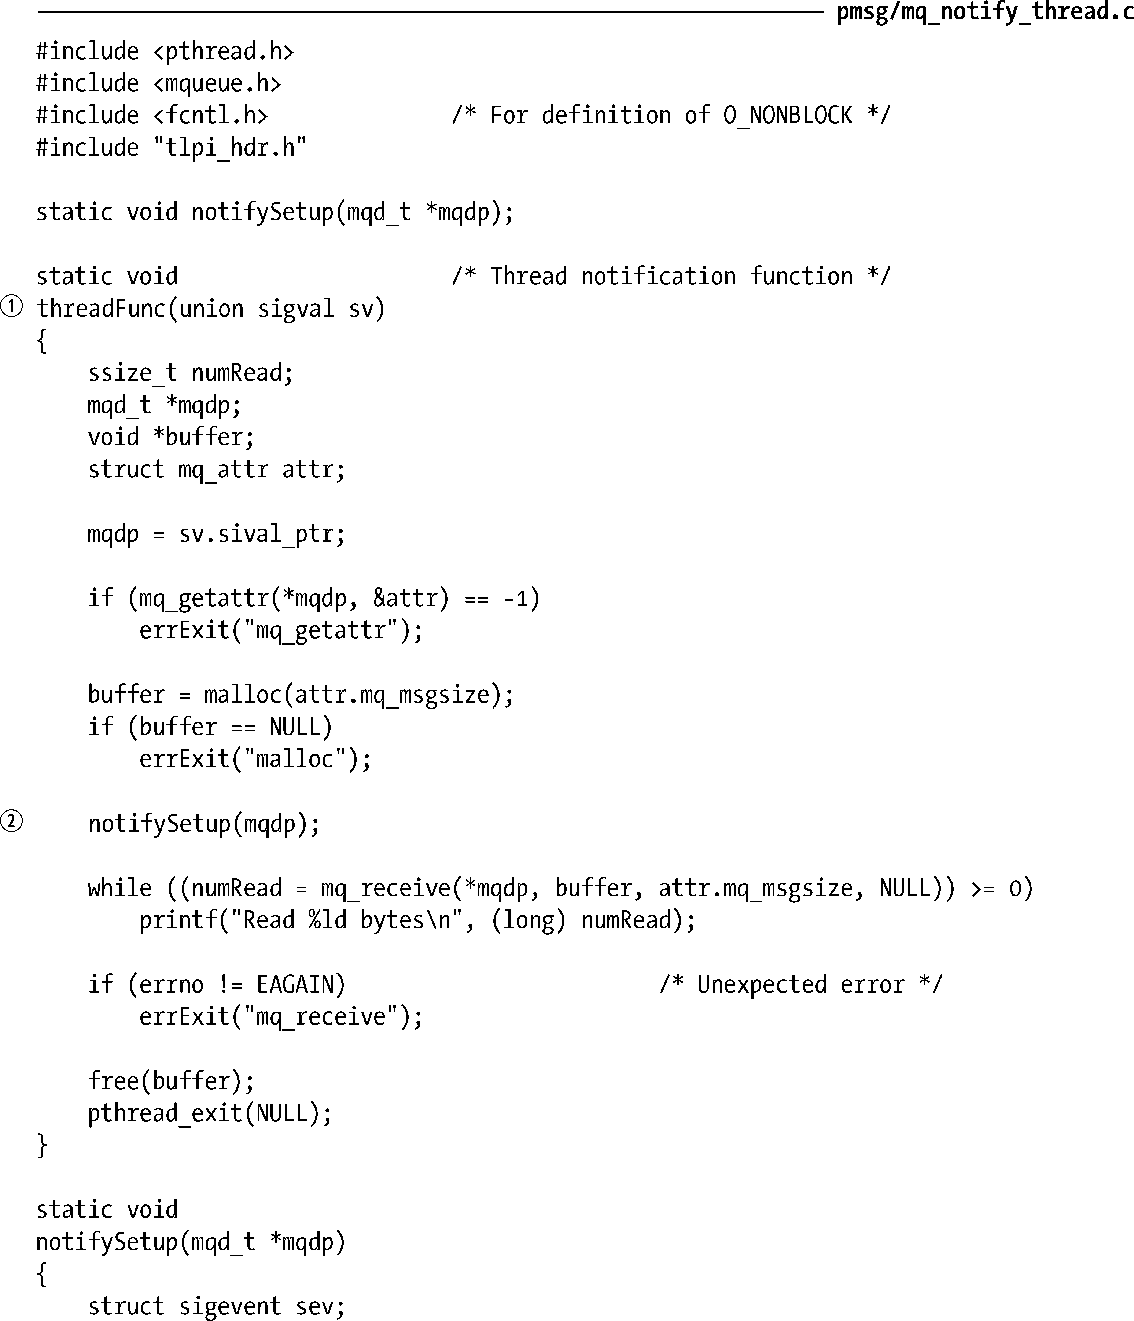 pmsg/mq_notify_thread.c
#include <pthread.h>
#include <mqueue.h>
#include <fcntl.h>              /* For definition of O_NONBLOCK */
#include "tlpi_hdr.h"
static void notifySetup(mqd_t *mqdp);
static void                     /* Thread notification function */
① threadFunc(union sigval sv)
{
    ssize_t numRead;
    mqd_t *mqdp;
    void *buffer;
    struct mq_attr attr;
    mqdp = sv.sival_ptr;
    if (mq_getattr(*mqdp, &attr) == -1)
        errExit("mq_getattr");
    buffer = malloc(attr.mq_msgsize);
    if (buffer == NULL)
        errExit("malloc");
② notifySetup(mqdp);
    while ((numRead = mq_receive(*mqdp, buffer, attr.mq_msgsize, NULL)) >= 0)
        printf("Read %ld bytes\n", (long) numRead);
    if (errno != EAGAIN)                        /* Unexpected error */
        errExit("mq_receive");
    free(buffer);
    pthread_exit(NULL);
}
static void
notifySetup(mqd_t *mqdp)
{
    struct sigevent sev;